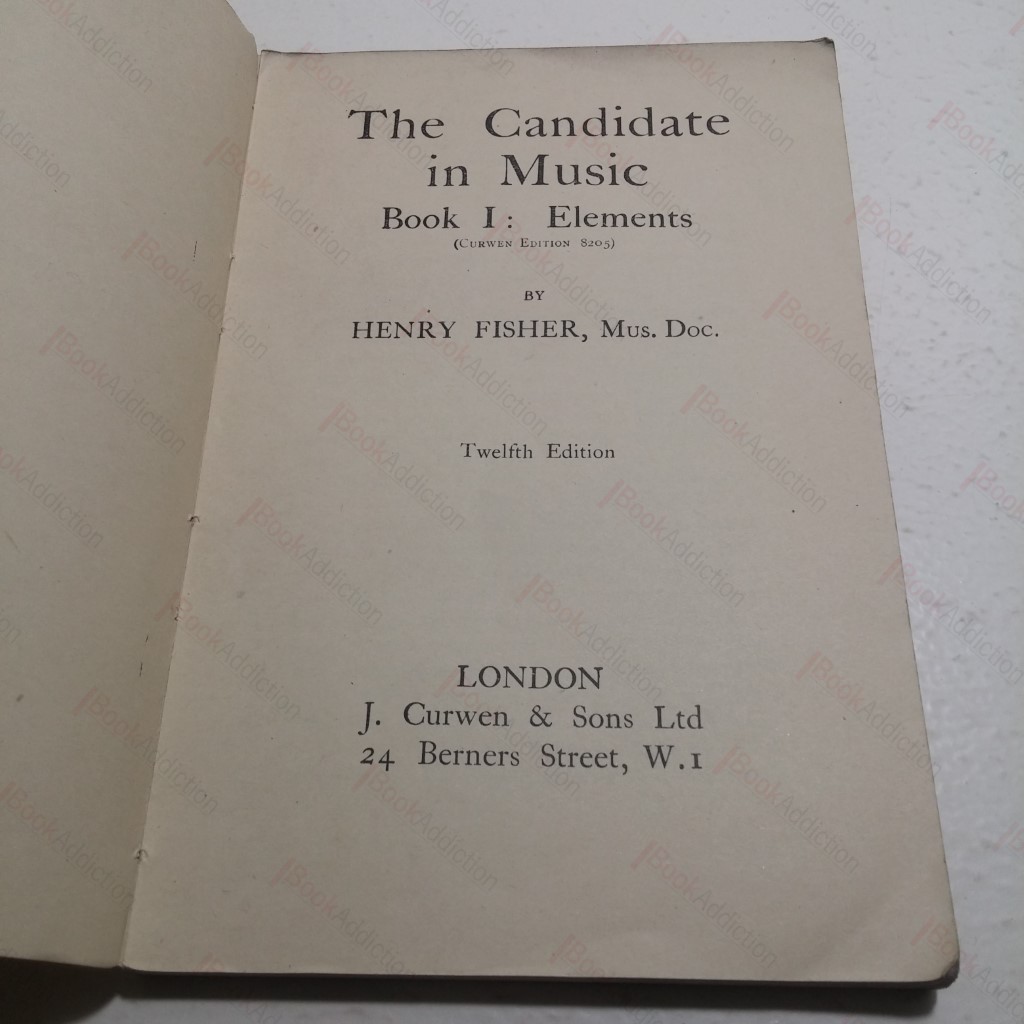 The Candidate
in Music
Book I: Elements
(CURWEN EDITION 8205)
BY
HENRY FISHER, MUS. DOC.
Twelfth Edition
LONDON
J. Curwen & Sons Ltd
24 Berners Street, W.1
BookAddiction